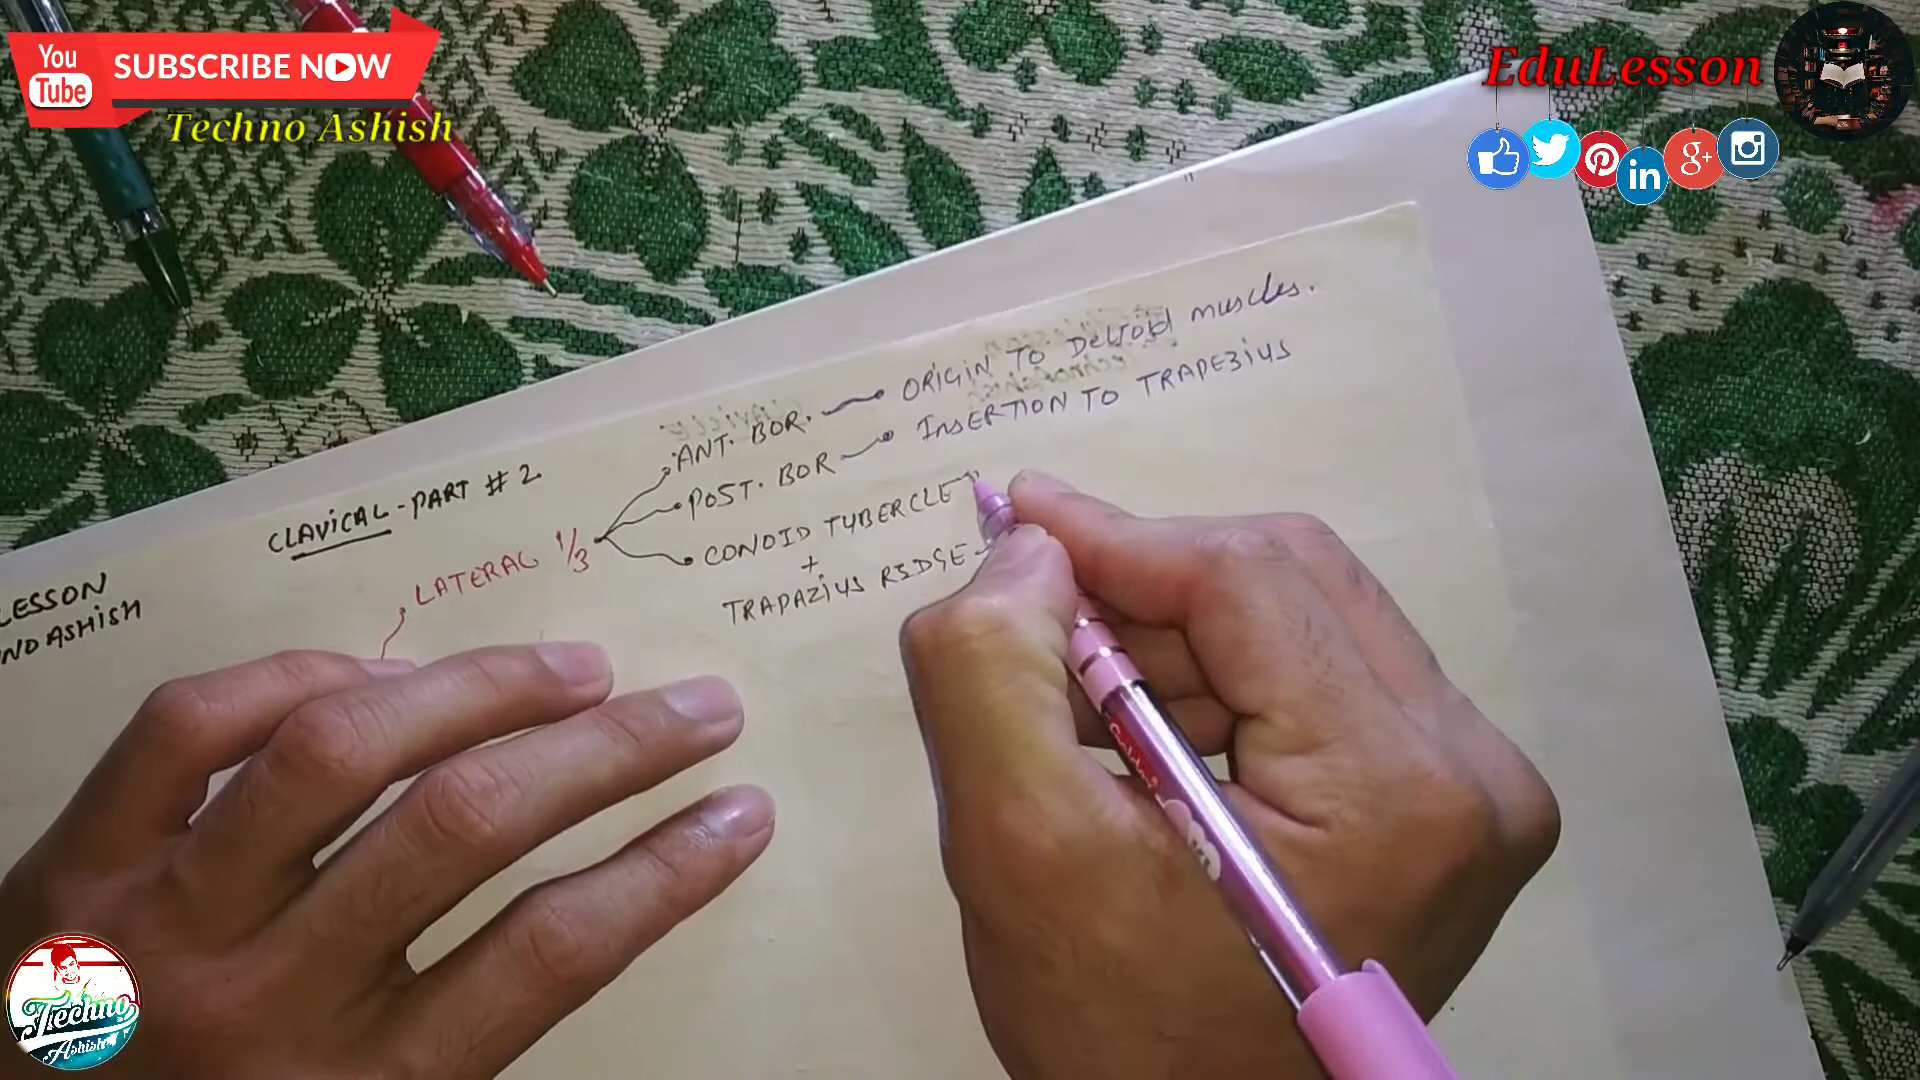 You
Tube
SUBSCRIBE NOW
Techno Ashish
EduLesson
CLAVICAL-PART #2
LESSON
NO ASHISH
LATERAL 1/3
ANT. BOR. ORIGIN TO Deltoid muscles.
POST. BOR INSERTION TO TRAPEZIUS
CONOID TUBERCLE
+
TRAPAZIUS RIDGE
Techno
Ashish